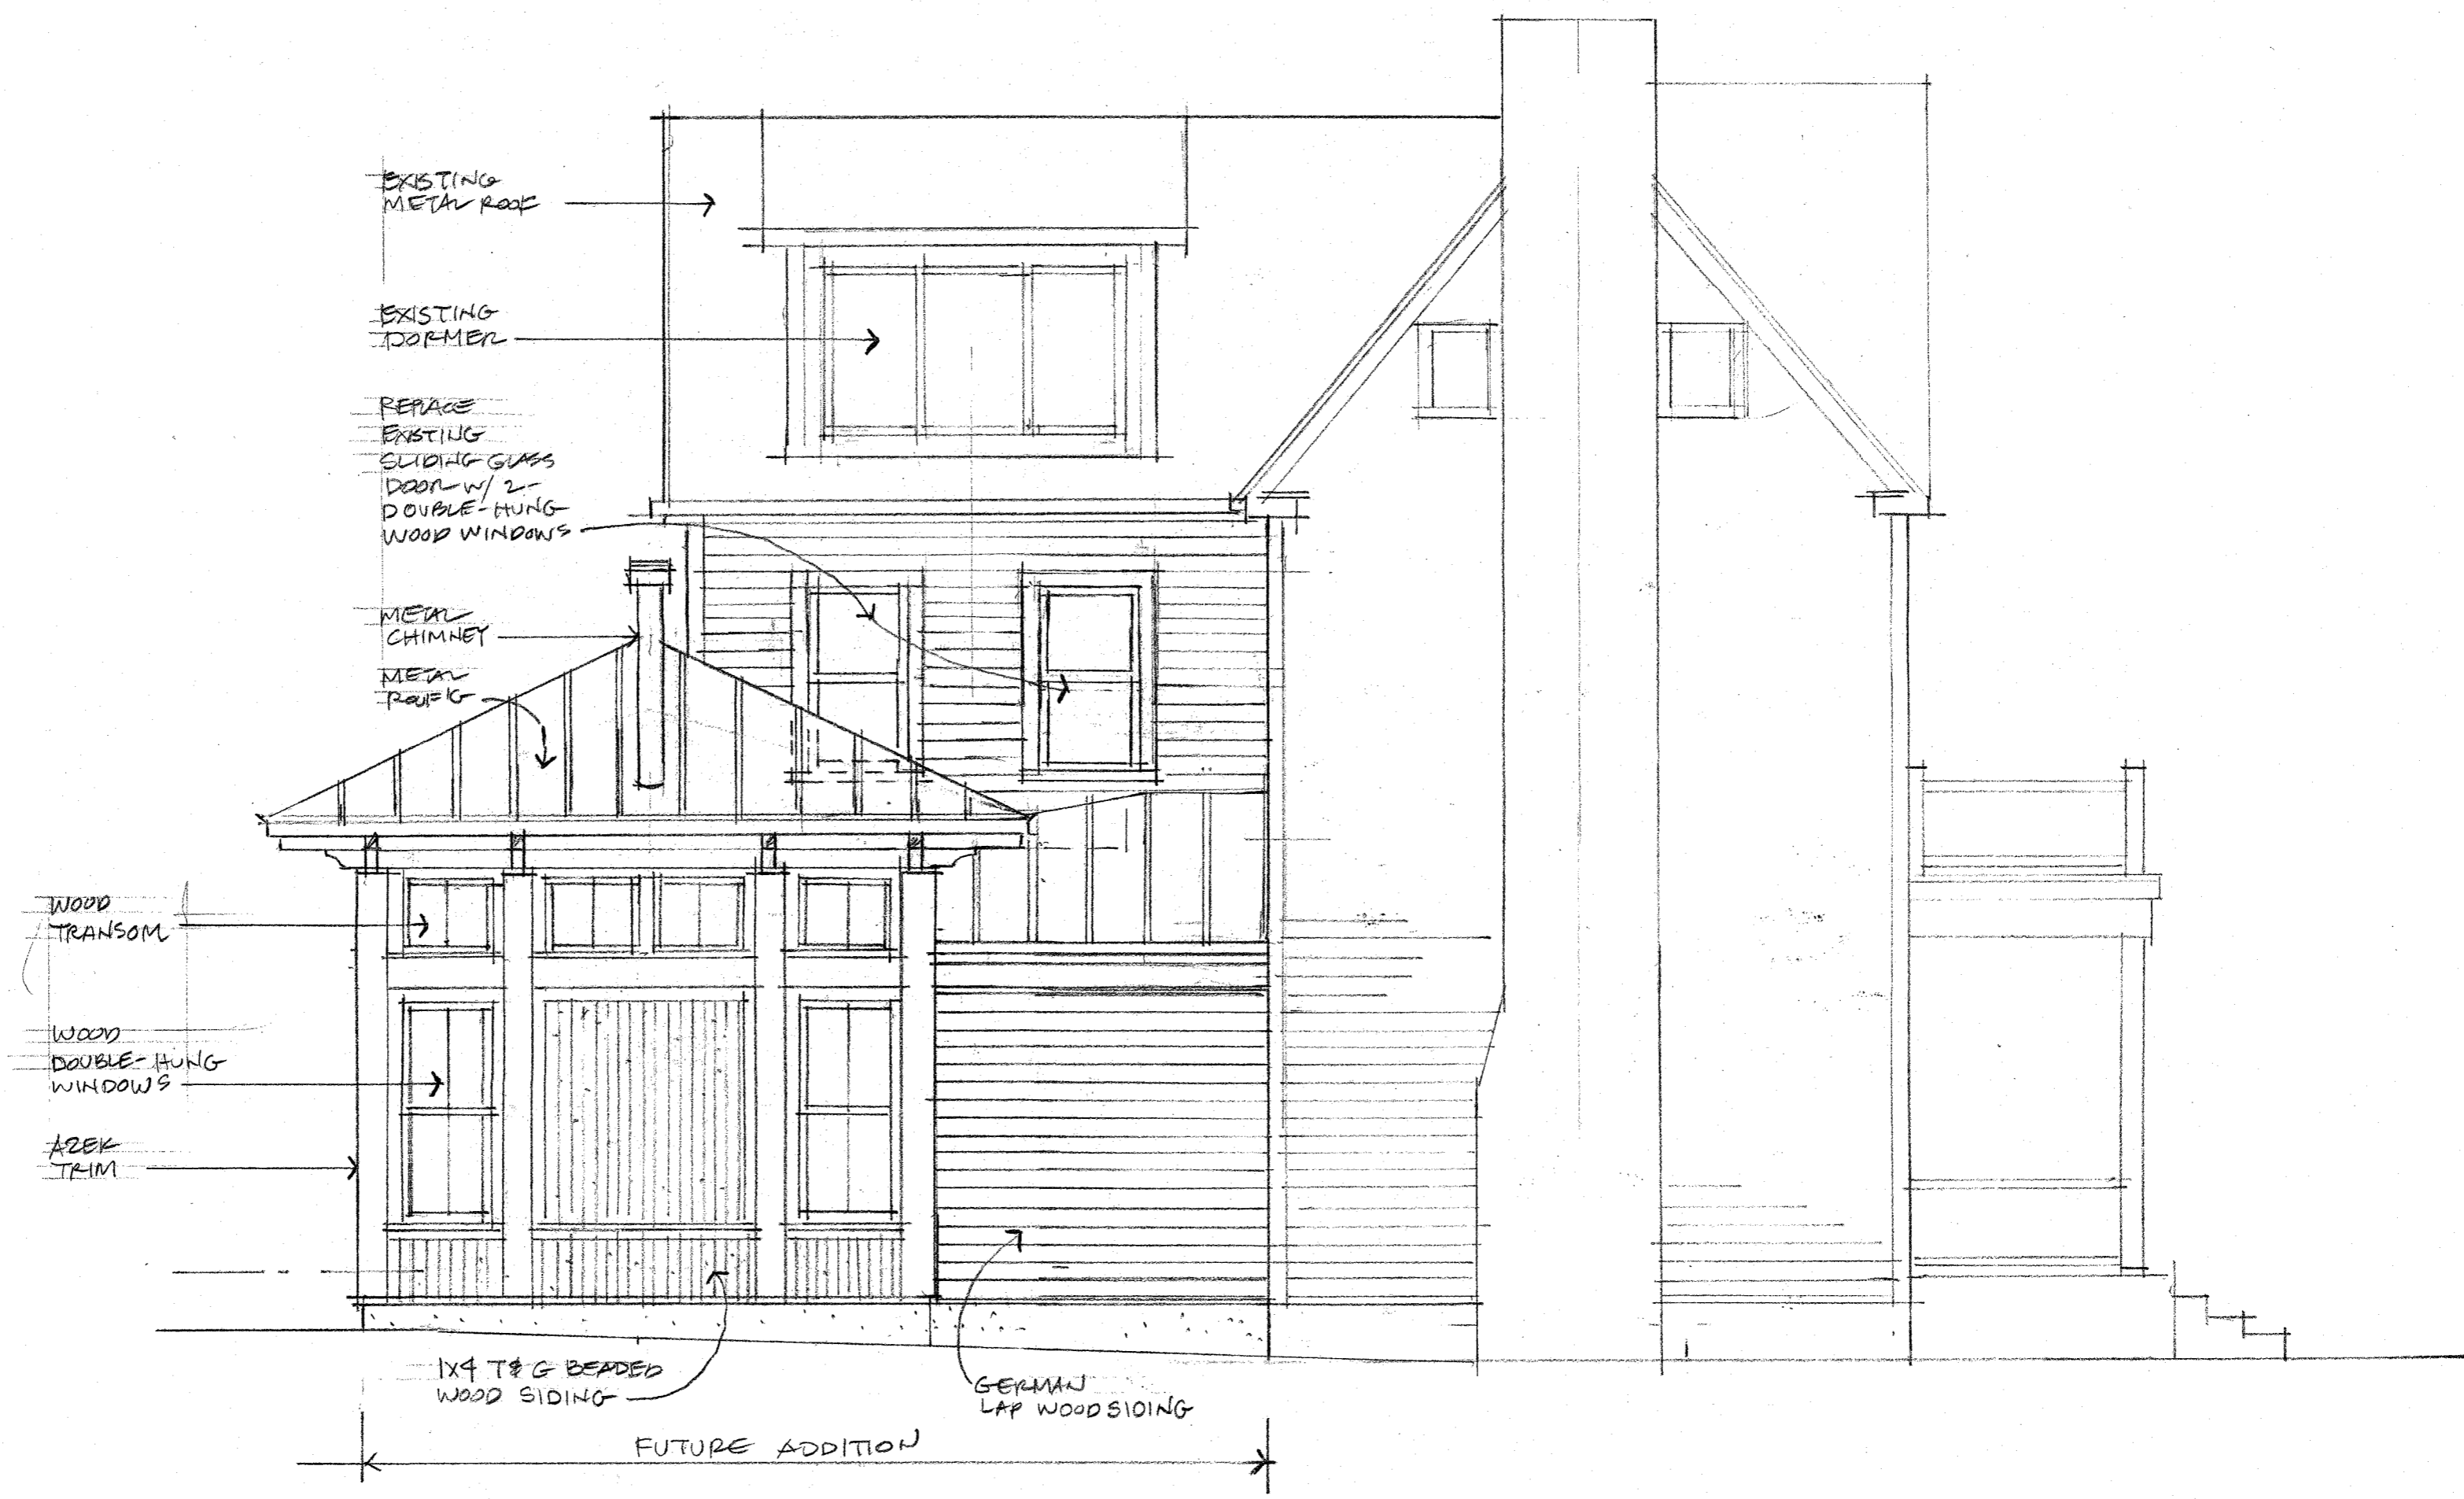 EXISTING
METAL ROOF
EXISTING
DORMER
REPLACE
EXISTING
SLIDING GLASS
DOOR W/ 2-
DOUBLE-HUNG
WOOD WINDOWS
METAL
CHIMNEY
METAL
ROOF'G
WOOD
TRANSOM
WOOD
DOUBLE-HUNG
WINDOWS
AZEK
TRIM
1X4 T&G BEADED
WOOD SIDING
GERMAN
LAP WOOD SIDING
FUTURE ADDITION